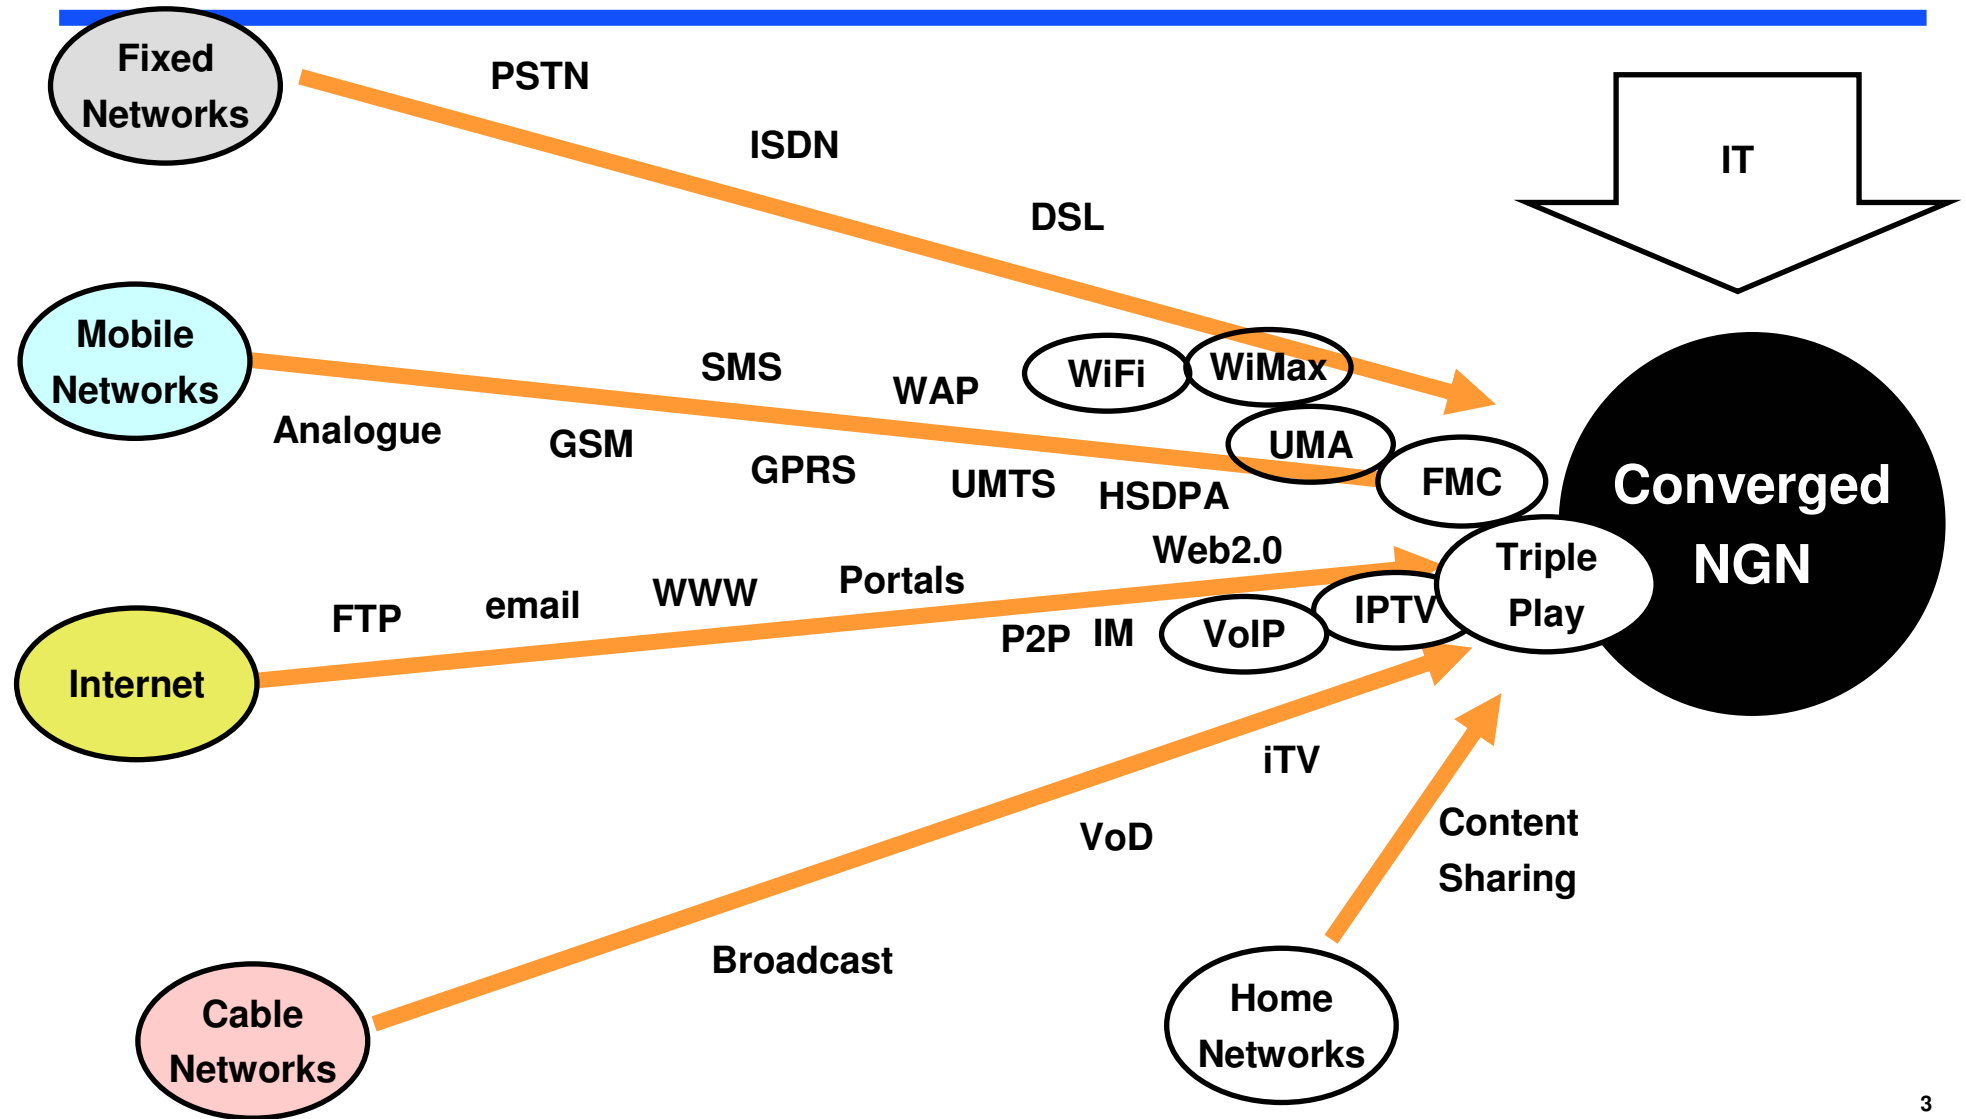 Fixed
Networks
PSTN
ISDN
DSL
IT
Mobile
Networks
SMS
WAP
WiFi
WiMax
Analogue
GSM
GPRS
UMTS
HSDPA
UMA
FMC
Converged
NGN
Internet
FTP
email
WWW
Portals
Web2.0
P2P
IM
VoIP
IPTV
Triple
Play
iTV
VoD
Broadcast
Content
Sharing
Cable
Networks
Home
Networks
3